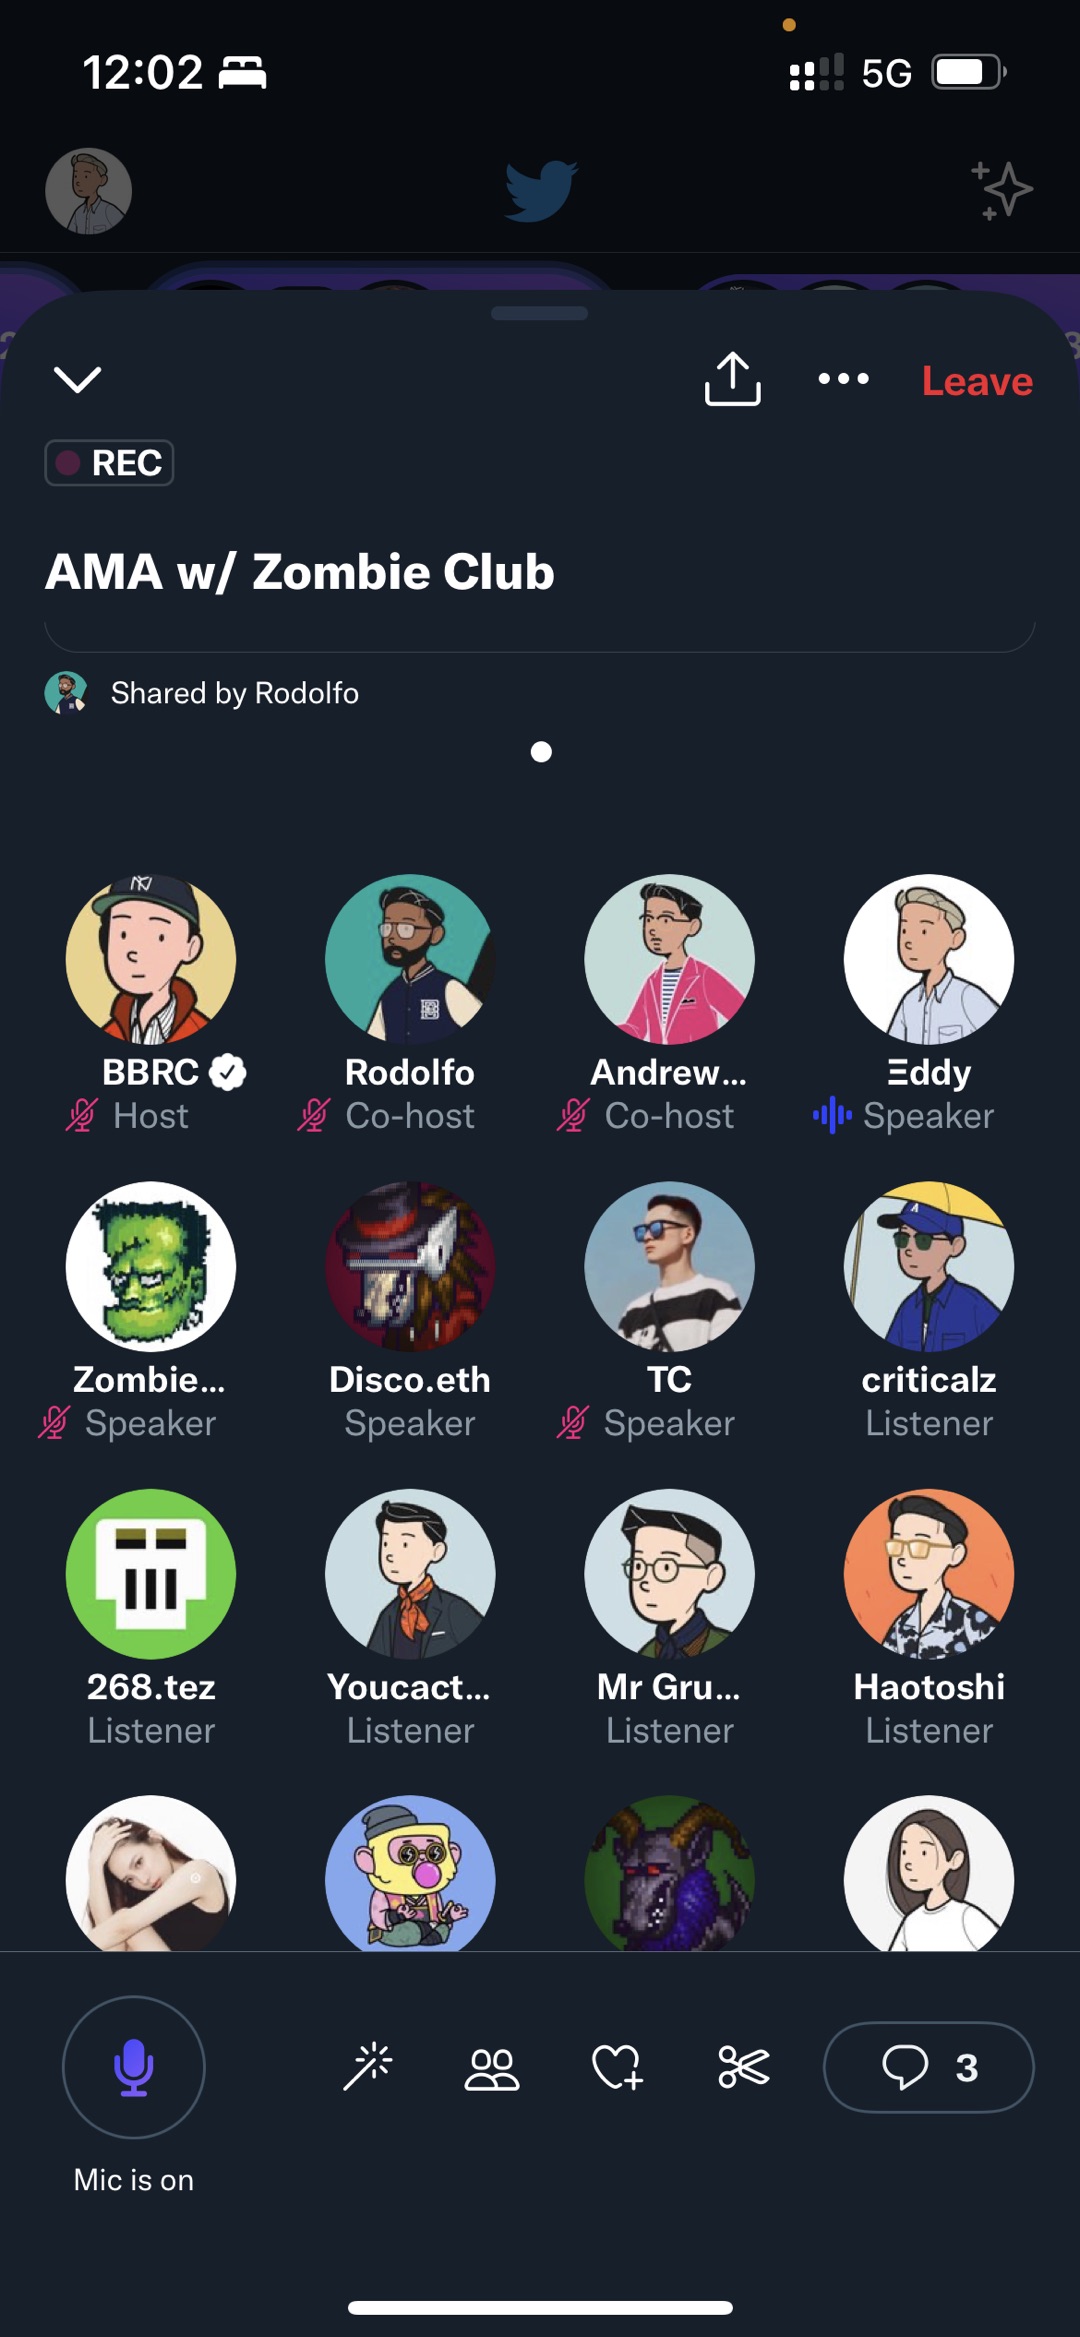 12:02
5G
Leave
REC
AMA w/ Zombie Club
Shared by Rodolfo
BBRC
Rodolfo
Andrew...
Ξddy
Host
Co-host
Co-host
Speaker
Zombie...
Disco.eth
TC
criticalz
Speaker
Speaker
Speaker
Listener
268.tez
Youcact...
Mr Gru...
Haotoshi
Listener
Listener
Listener
Listener
3
Mic is on